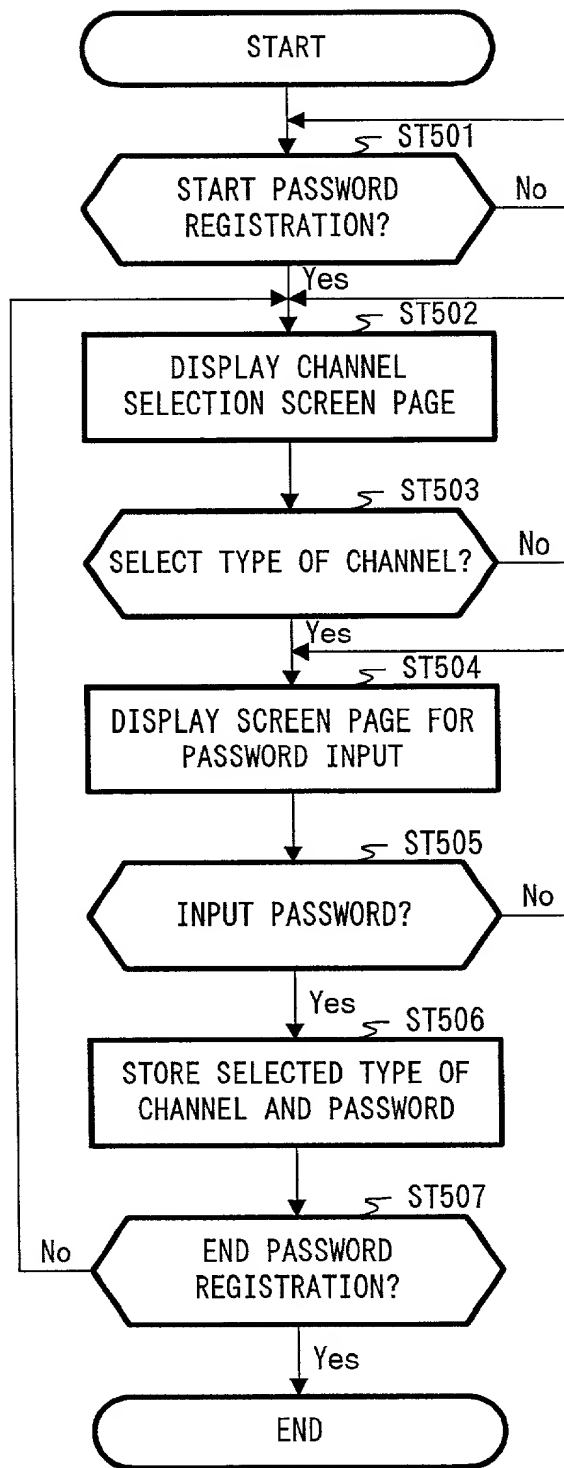 START
ST501
START PASSWORD
REGISTRATION?
No
Yes
ST502
DISPLAY CHANNEL
SELECTION SCREEN PAGE
ST503
SELECT TYPE OF CHANNEL?
No
Yes
ST504
DISPLAY SCREEN PAGE FOR
PASSWORD INPUT
ST505
INPUT PASSWORD?
No
Yes
ST506
STORE SELECTED TYPE OF
CHANNEL AND PASSWORD
ST507
No
END PASSWORD
REGISTRATION?
Yes
END